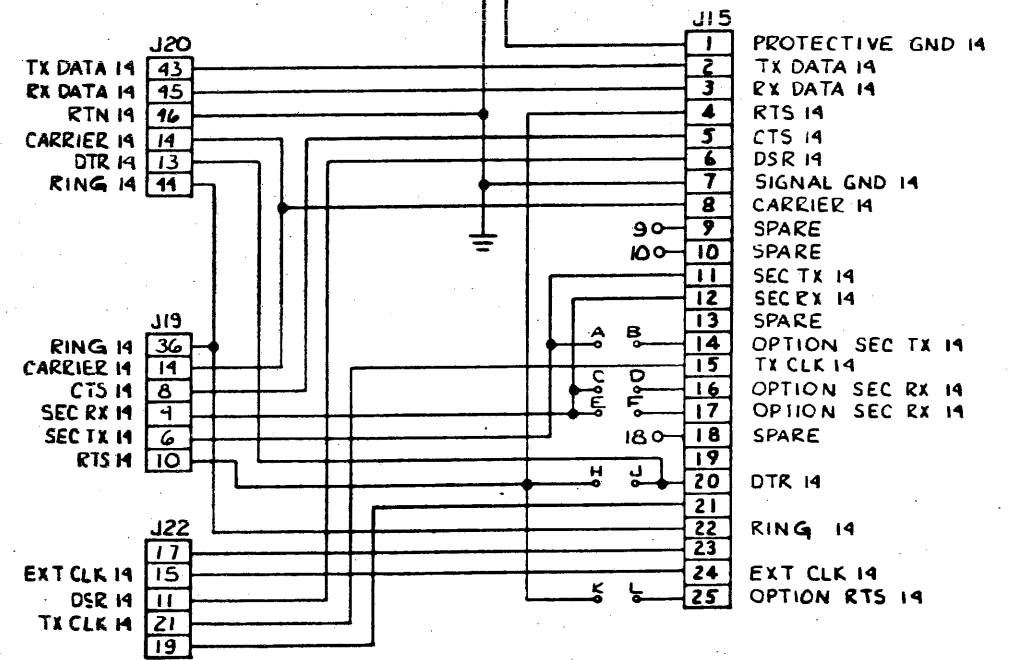 J15
1 PROTECTIVE GND 14
J20
TX DATA 14 43 2 TX DATA 14
RX DATA 14 45 3 RX DATA 14
RTN 14 46 4 RTS 14
CARRIER 14 14 5 CTS 14
DTR 14 13 6 DSR 14
RING 14 44 7 SIGNAL GND 14
8 CARRIER 14
9 9 SPARE
10 10 SPARE
11 SEC TX 14
12 SEC RX 14
J19 13 SPARE
RING 14 36 A B 14 OPTION SEC TX 14
CARRIER 14 14 15 TX CLK 14
CTS 14 8 C D 16 OPTION SEC RX 14
SEC RX 14 4 E F 17 OPTION SEC RX 14
SEC TX 14 6 18 18 SPARE
RTS 14 10 19
H J 20 DTR 14
21
J22 22 RING 14
17 23
EXT CLK 14 15 24 EXT CLK 14
DSR 14 11 K L 25 OPTION RTS 14
TX CLK 14 21
19